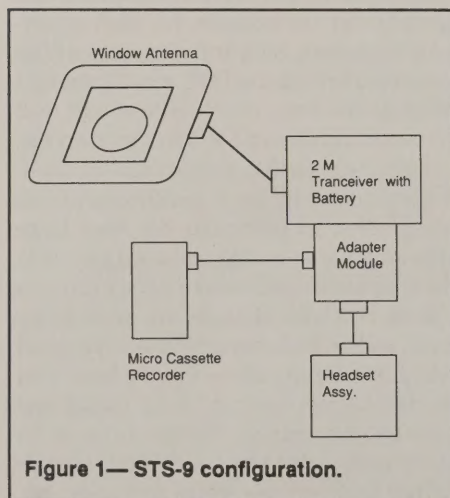 Window Antenna
2 M
Tranceiver with
Battery
Adapter
Module
Micro Cassette
Recorder
Headset
Assy.
Figure 1— STS-9 configuration.